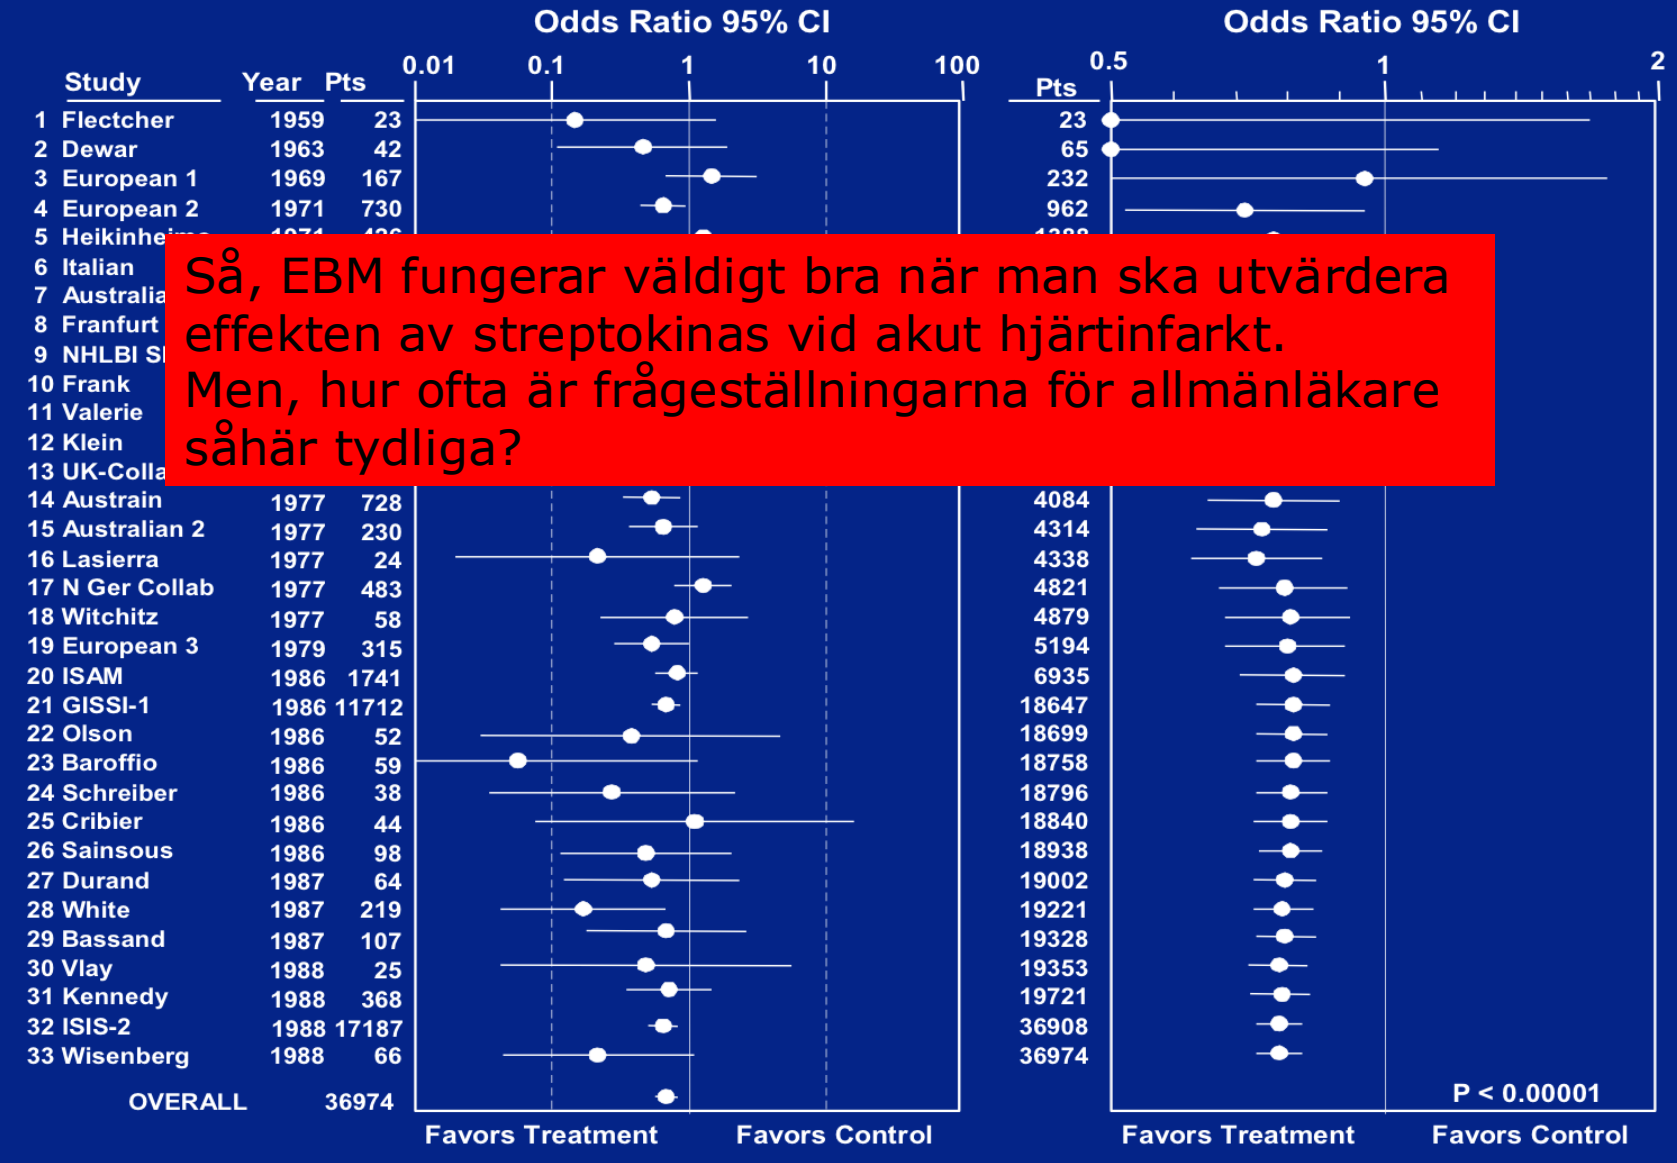 Odds Ratio 95% CI Odds Ratio 95% CI
Study Year Pts 0.01 0.1 1 10 100 Pts 0.5 1 2
1 Flectcher 1959 23 23
2 Dewar 1963 42 65
3 European 1 1969 167 232
4 European 2 1971 730 962
5
6 Italian
7
8 Franfurt
9 NHLBI
10 Frank
11 Valerie
12 Klein
13
Så, EBM fungerar väldigt bra när man ska utvärdera
effekten av streptokinas vid akut hjärtinfarkt.
Men, hur ofta är frågeställningarna för allmänläkare
såhär tydliga?
14 Austrain 1977 728 4084
15 Australian 2 1977 230 4314
16 Lasierra 1977 24 4338
17 N Ger Collab 1977 483 4821
18 Witchitz 1977 58 4879
19 European 3 1979 315 5194
20 ISAM 1986 1741 6935
21 GISSI-1 1986 11712 18647
22 Olson 1986 52 18699
23 Baroffio 1986 59 18758
24 Schreiber 1986 38 18796
25 Cribier 1986 44 18840
26 Sainsous 1986 98 18938
27 Durand 1987 64 19002
28 White 1987 219 19221
29 Bassand 1987 107 19328
30 Vlay 1988 25 19353
31 Kennedy 1988 368 19721
32 ISIS-2 1988 17187 36908
33 Wisenberg 1988 66 36974
OVERALL 36974 P < 0.00001
Favors Treatment Favors Control Favors Treatment Favors Control